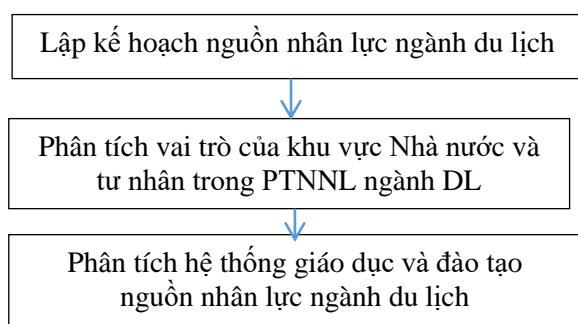 Lập kế hoạch nguồn nhân lực ngành du lịch
Phân tích vai trò của khu vực Nhà nước và
tư nhân trong PTNNL ngành DL
Phân tích hệ thống giáo dục và đào tạo
nguồn nhân lực ngành du lịch